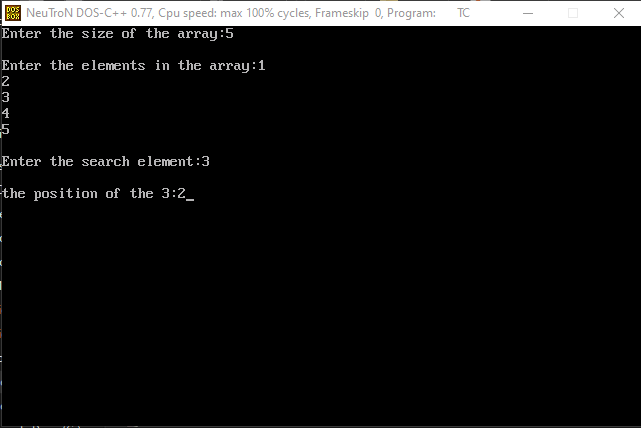 DOS BOX NeuTroN DOS-C++ 0.77, Cpu speed: max 100% cycles, Frameskip 0, Program: TC
Enter the size of the array:5
Enter the elements in the array:1
2
3
4
5
Enter the search element:3
the position of the 3:2_